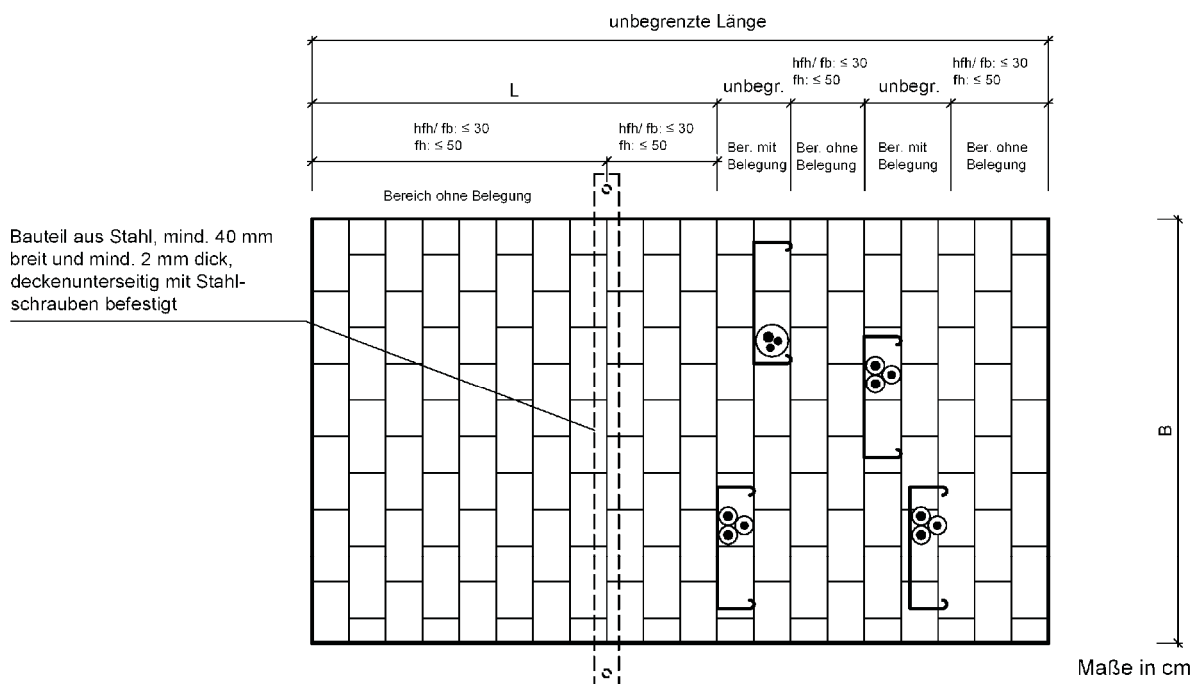 unbegrenzte Länge
hfh/ fb: ≤ 30
fh: ≤ 50
hfh/ fb: ≤ 30
fh: ≤ 50
L
unbegr.
unbegr.
hfh/ fb: ≤ 30
fh: ≤ 50
hfh/ fb: ≤ 30
fh: ≤ 50
Ber. mit
Belegung
Ber. ohne
Belegung
Ber. mit
Belegung
Ber. ohne
Belegung
Bereich ohne Belegung
Bauteil aus Stahl, mind. 40 mm
breit und mind. 2 mm dick,
deckenunterseitig mit Stahl-
schrauben befestigt
B
Maße in cm